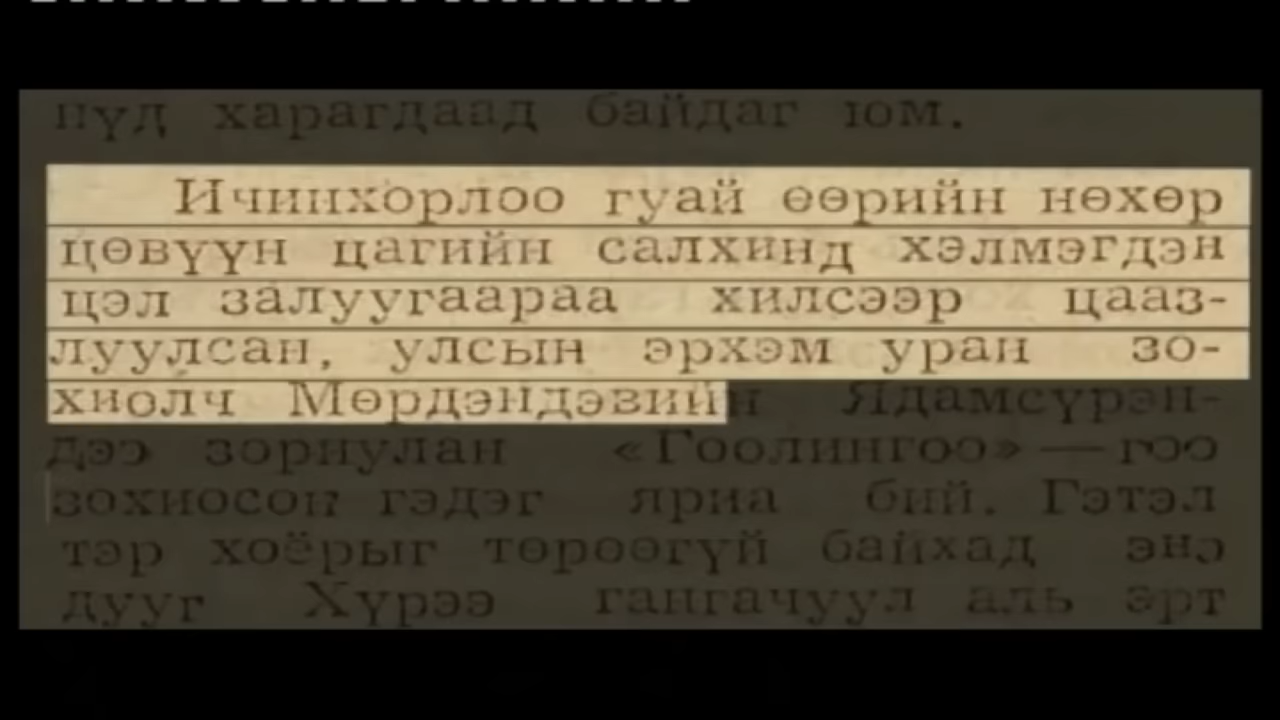 нүд харагдаад байдаг юм.
Ичинхорлоо гуай өөрийн нөхөр
цөвүүн цагийн салхинд хэлмэгдэн
цэл залуугаараа хилсээр цааз-
луулсан, улсын эрхэм уран зо-
хиолч Мөрдэндэвийн Ядамсүрэн-
дээ зориулан «Гоолингоо» — гоо
зохиосон гэдэг яриа бий. Гэтэл
тэр хоёрыг төрөөгүй байхад энэ
дууг Хүрээ гангачуул аль эрт